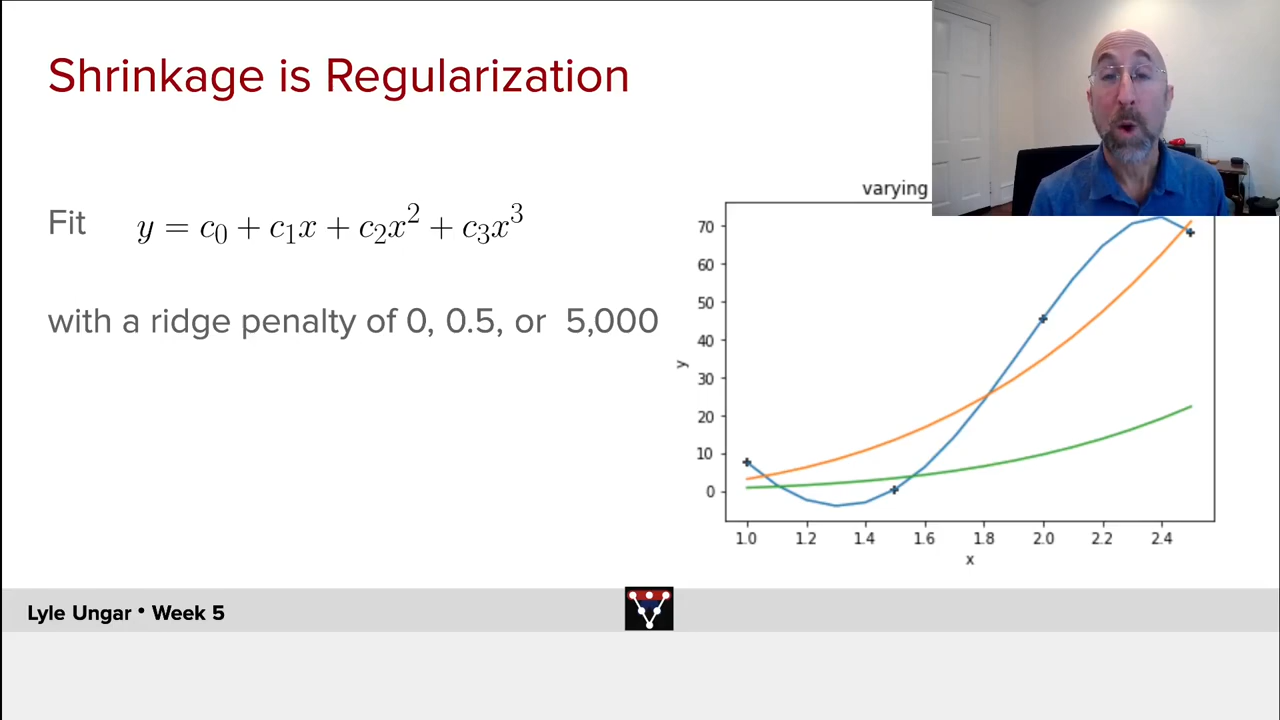 Shrinkage is Regularization
Fit y = c₀ + c₁x + c₂x² + c₃x³
with a ridge penalty of 0, 0.5, or 5,000
varying
70
60
50
40
30
20
10
0
y
1.0 1.2 1.4 1.6 1.8 2.0 2.2 2.4
x
Lyle Ungar • Week 5